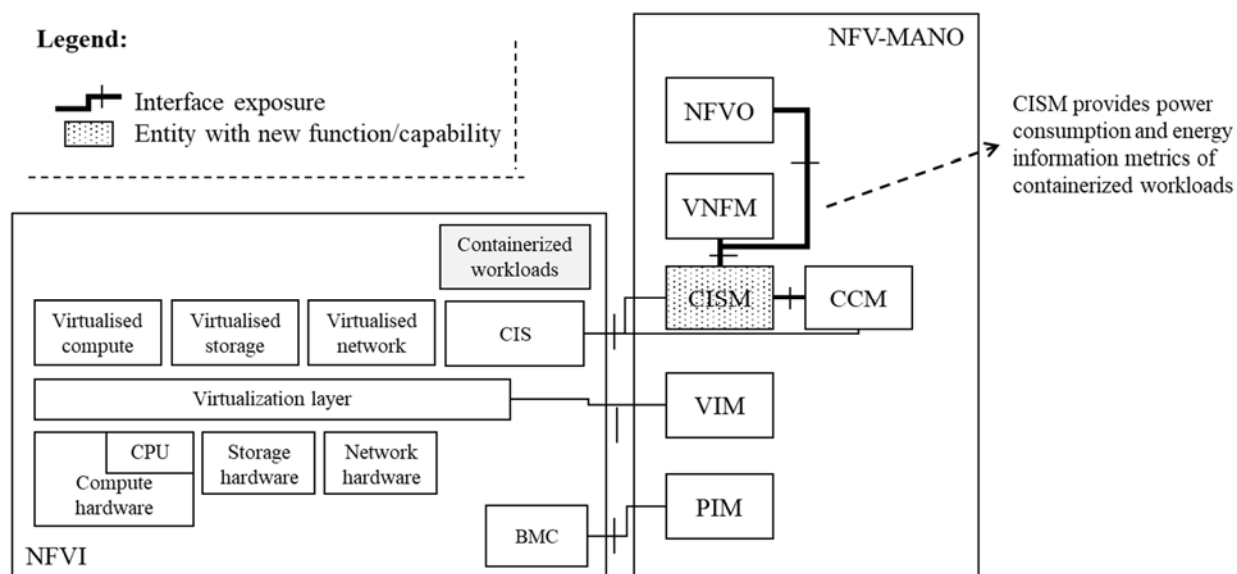 Legend:
Interface exposure
Entity with new function/capability
NFV-MANO
NFVO
VNFM
CISM
CCM
VIM
PIM
CISM provides power
consumption and energy
information metrics of
containerized workloads
Containerized
workloads
Virtualised
compute
Virtualised
storage
Virtualised
network
CIS
Virtualization layer
CPU
Compute
hardware
Storage
hardware
Network
hardware
BMC
NFVI